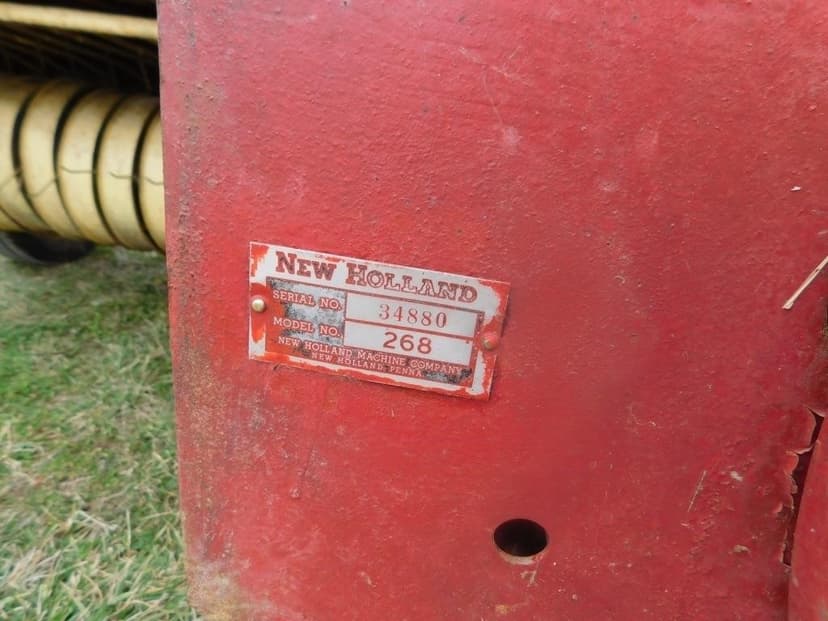 NEW HOLLAND
SERIAL NO. 34880
MODEL NO. 268
NEW HOLLAND MACHINE COMPANY
NEW HOLLAND, PENNA.